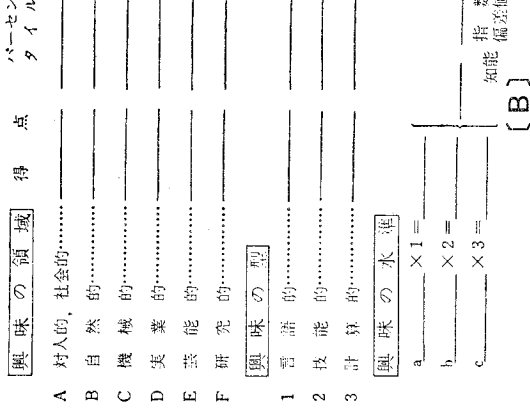 興味の領域 得点 パーセンタイル
A 対人的,社会的…………
B 自然的…………
C 機械的…………
D 実業的…………
E 芸能的…………
F 研究的…………
興味の型
1 言語的…………
2 技能的…………
3 計算的…………
興味の水準
a ×1=
b ×2=
c ×3=
知能 指数
偏差値
〔B〕